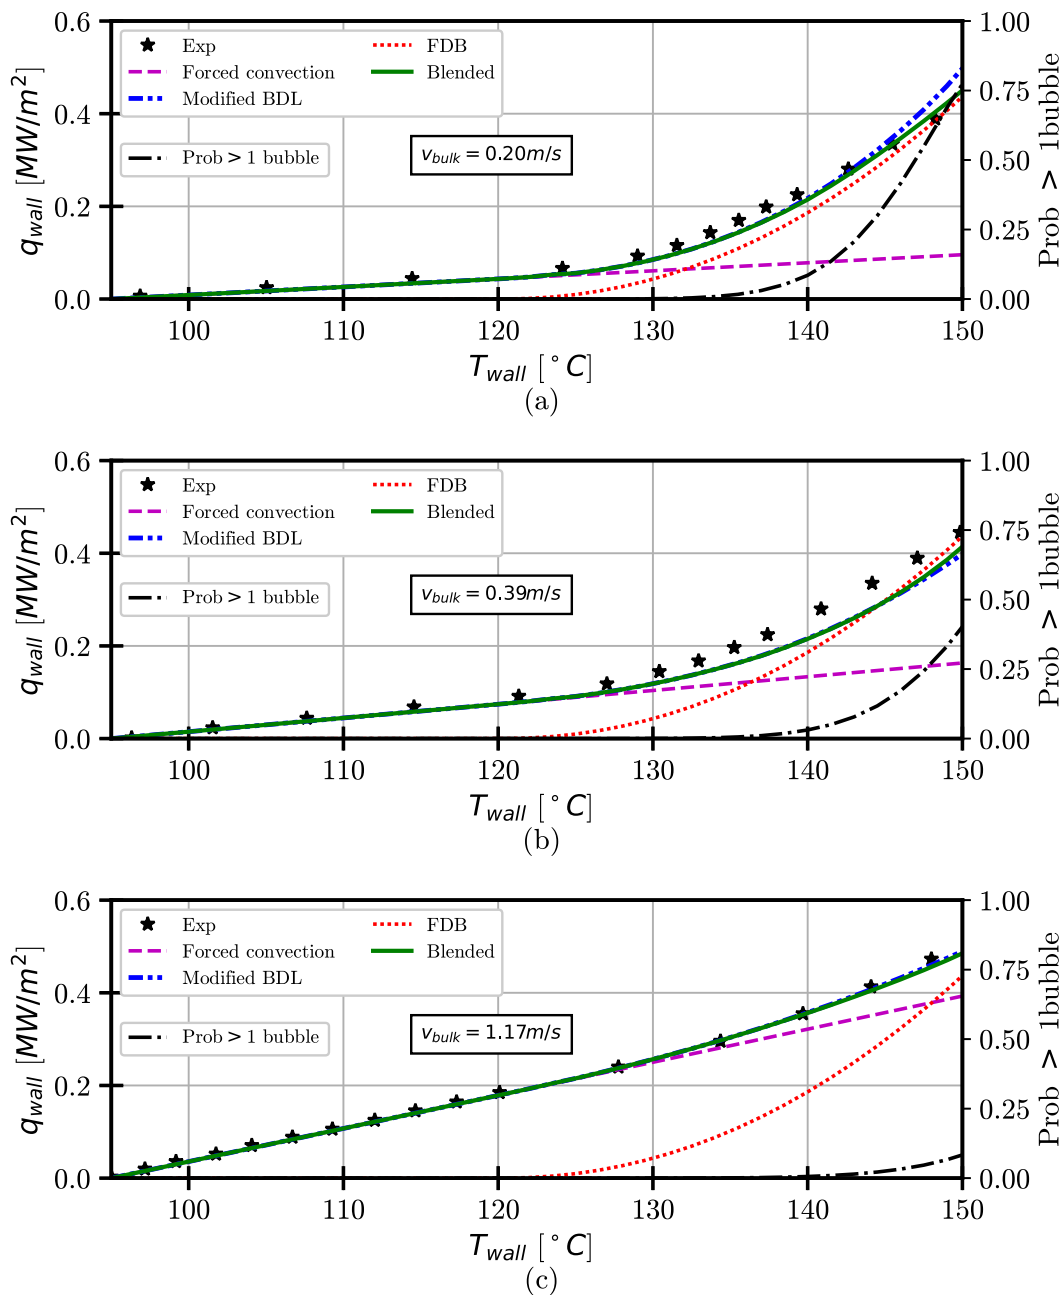 0.6
0.4
0.2
0.0
q_wall [MW/m²]
Exp
Forced convection
Modified BDL
FDB
Blended
Prob > 1 bubble
v_bulk = 0.20m/s
1.00
0.75
0.50
0.25
0.00
Prob > 1bubble
100 110 120 130 140 150
T_wall [°C]
(a)
0.6
0.4
0.2
0.0
q_wall [MW/m²]
Exp
Forced convection
Modified BDL
FDB
Blended
Prob > 1 bubble
v_bulk = 0.39m/s
1.00
0.75
0.50
0.25
0.00
Prob > 1bubble
100 110 120 130 140 150
T_wall [°C]
(b)
0.6
0.4
0.2
0.0
q_wall [MW/m²]
Exp
Forced convection
Modified BDL
FDB
Blended
Prob > 1 bubble
v_bulk = 1.17m/s
1.00
0.75
0.50
0.25
0.00
Prob > 1bubble
100 110 120 130 140 150
T_wall [°C]
(c)